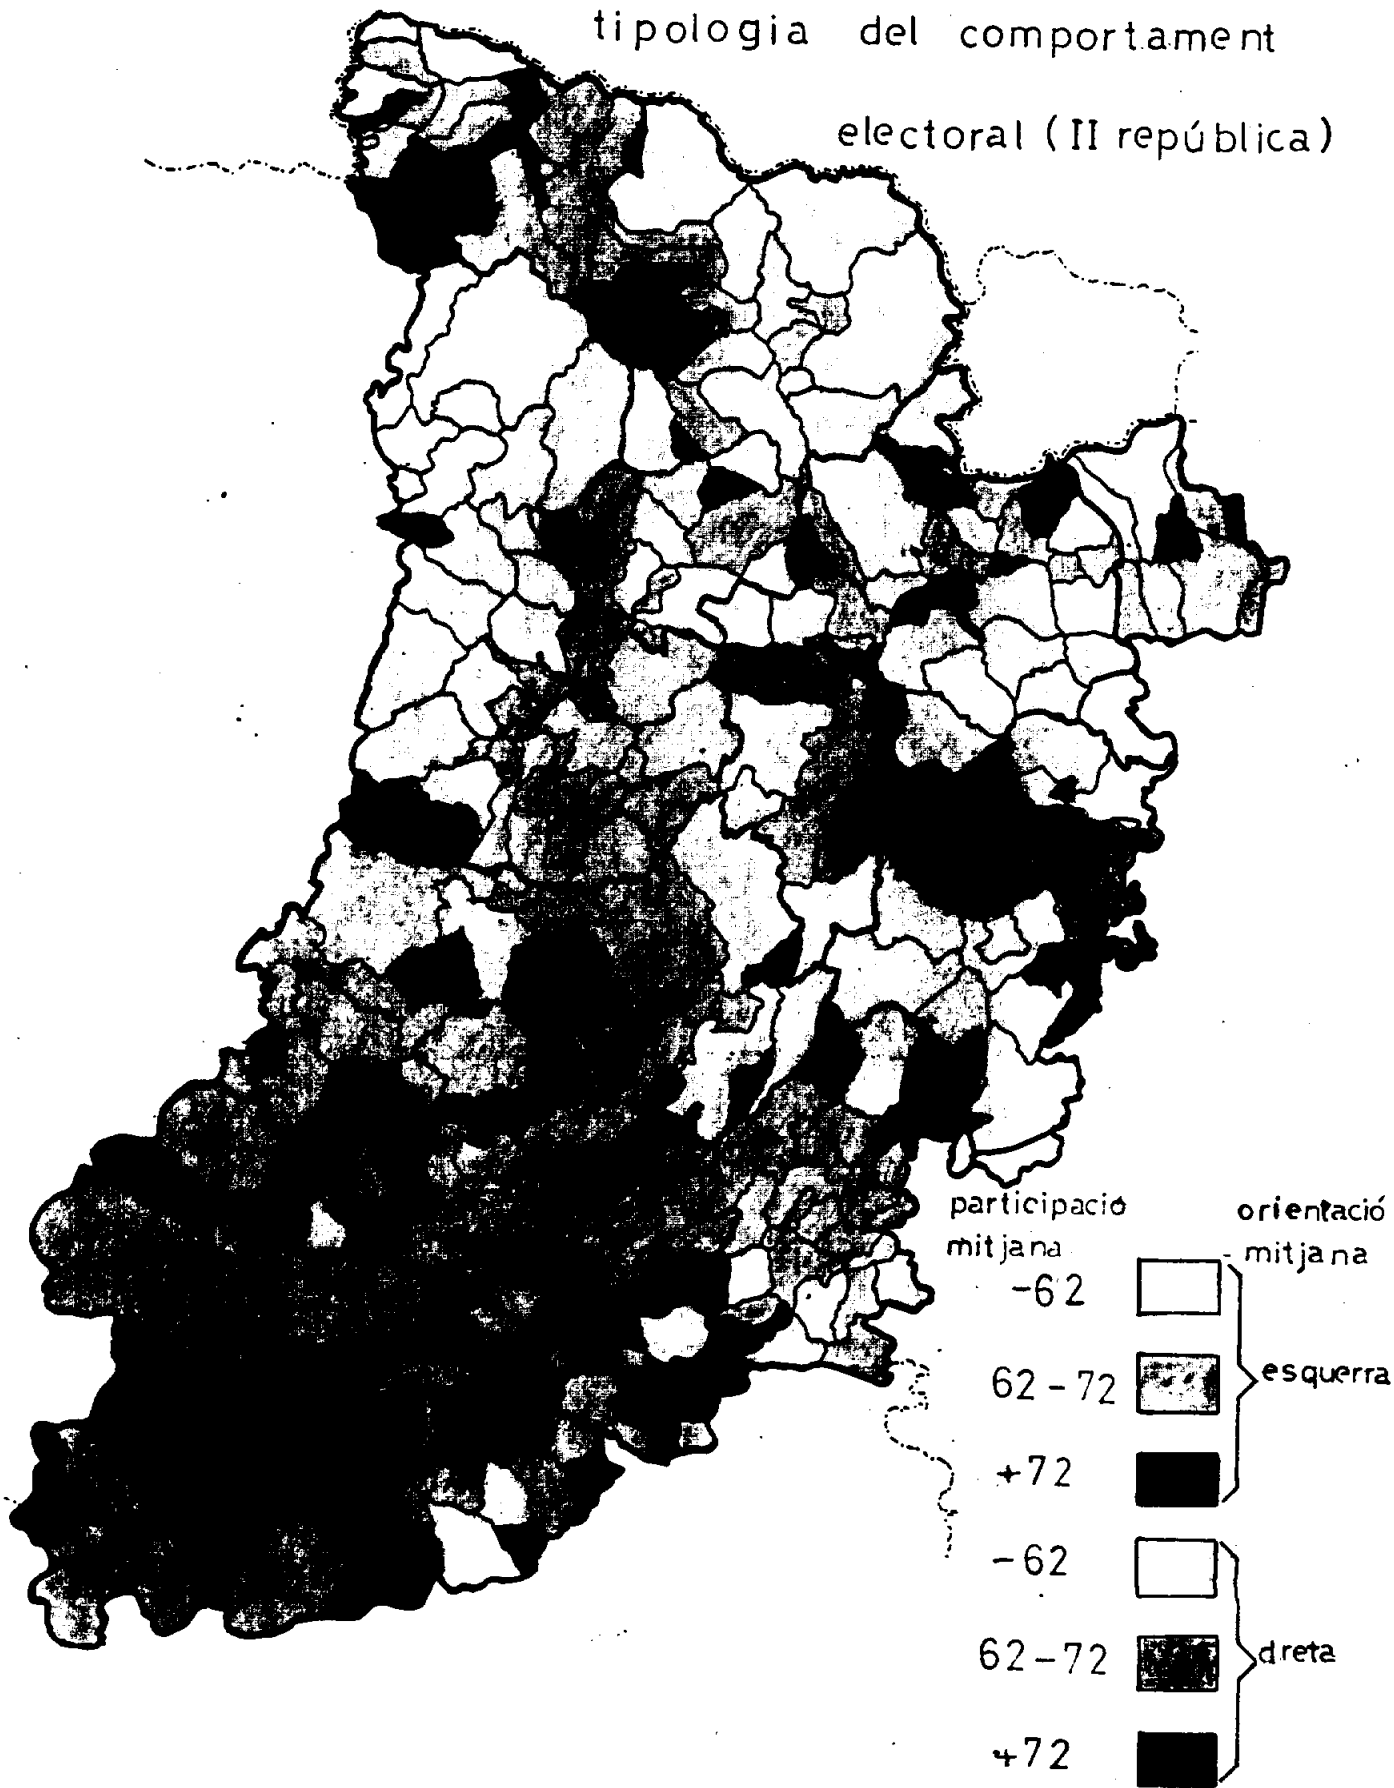 tipologia del comportament
electoral (II república)
participació
mitjana
orientació
mitjana
-62
62-72
esquerra
+72
-62
62-72
dreta
+72